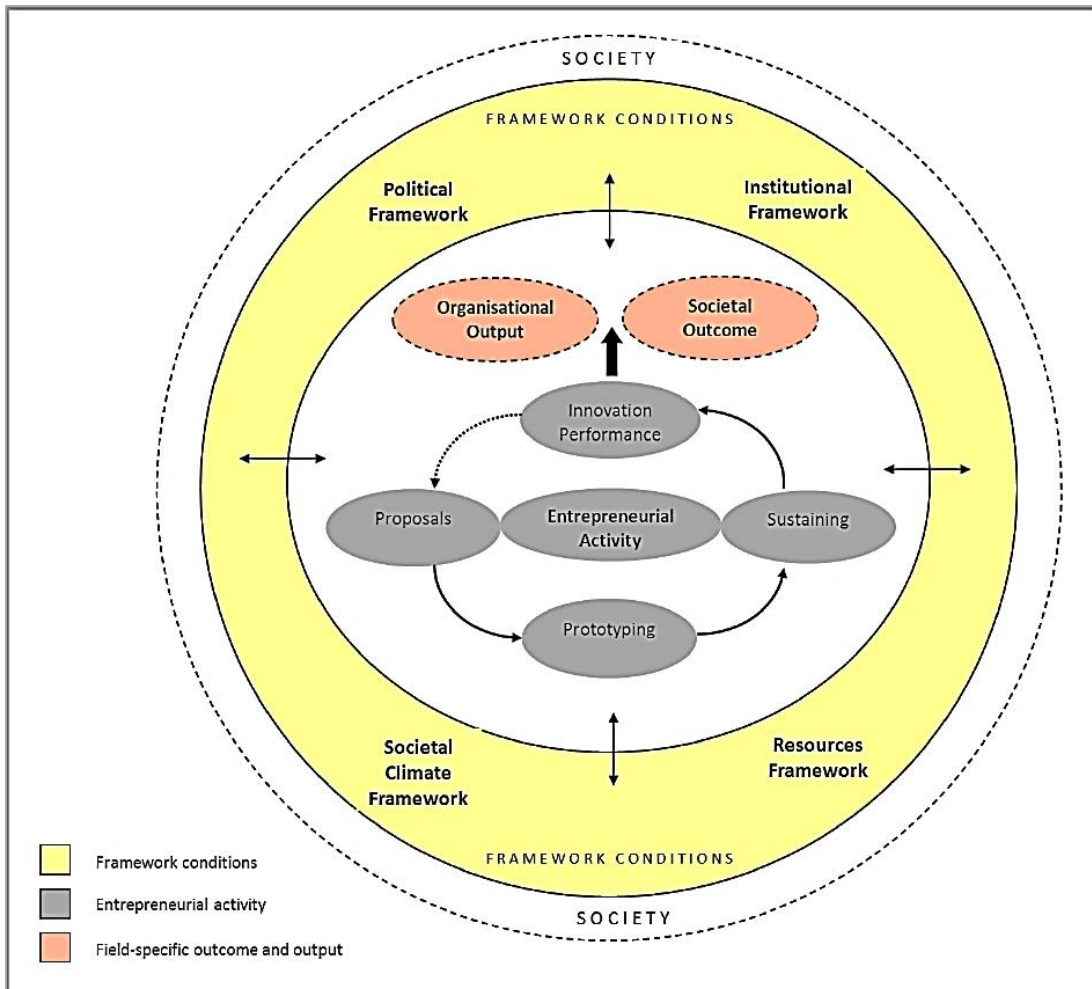 SOCIETY
FRAMEWORK CONDITIONS
Political
Framework
Institutional
Framework
Organisational
Output
Societal
Outcome
Innovation
Performance
Proposals
Entrepreneurial
Activity
Sustaining
Prototyping
Societal
Climate
Framework
Resources
Framework
FRAMEWORK CONDITIONS
SOCIETY
Framework conditions
Entrepreneurial activity
Field-specific outcome and output